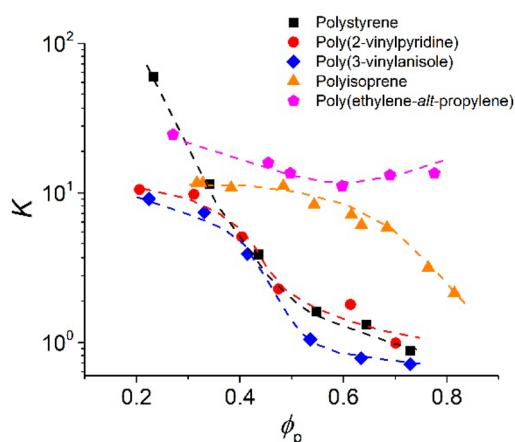 Polystyrene
Poly(2-vinylpyridine)
Poly(3-vinylanisole)
Polyisoprene
Poly(ethylene-alt-propylene)
10²
10¹
10⁰
K
0.2 0.4 0.6 0.8
ϕp